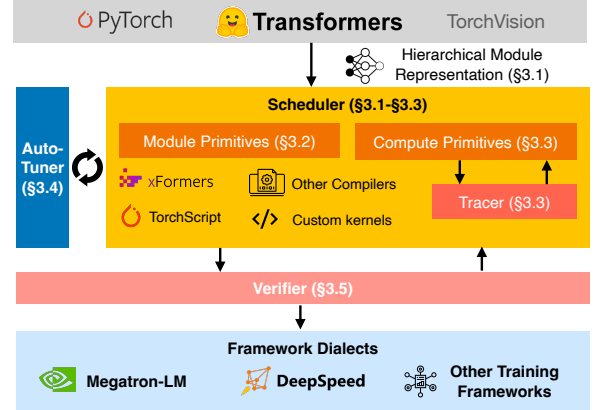 PyTorch Transformers TorchVision
Hierarchical Module
Representation (§3.1)
Auto-
Tuner
(§3.4)
Scheduler (§3.1-§3.3)
Module Primitives (§3.2)
Compute Primitives (§3.3)
xFormers
Other Compilers
TorchScript
Custom kernels
Tracer (§3.3)
Verifier (§3.5)
Framework Dialects
Megatron-LM
DeepSpeed
Other Training
Frameworks